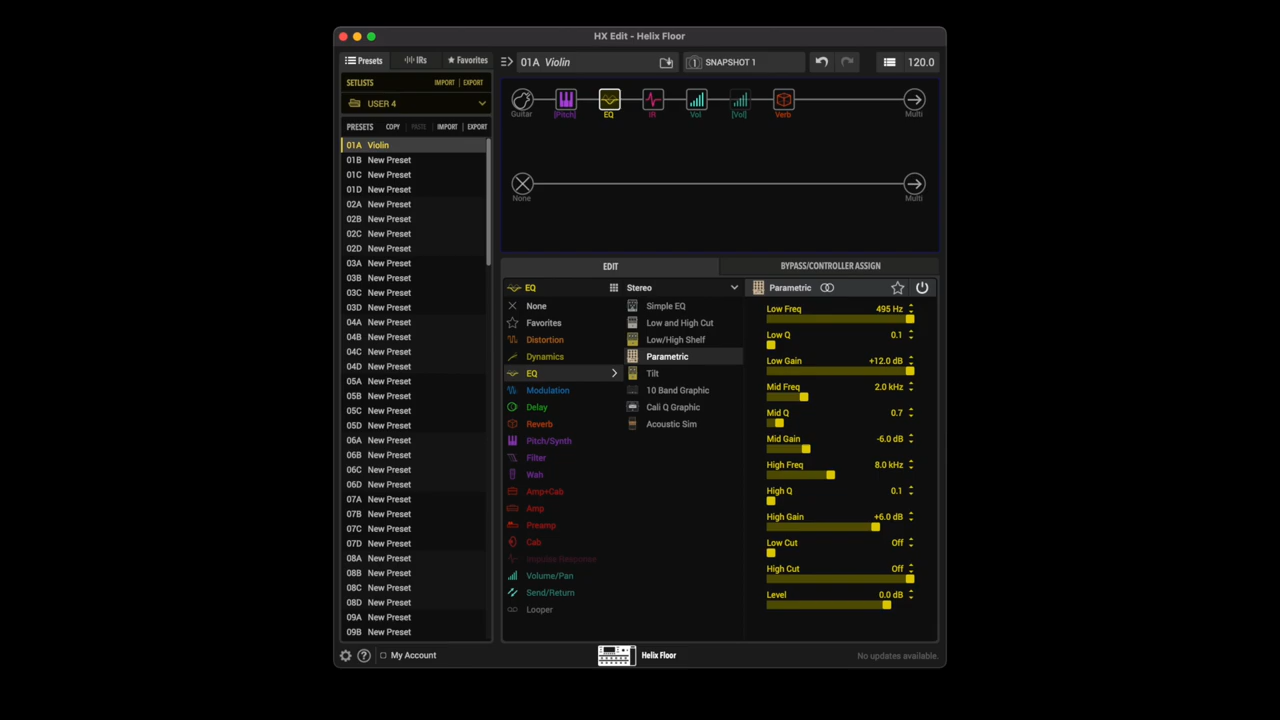 HX Edit - Helix Floor
Presets IRs Favorites
01A Violin
1 SNAPSHOT 1
120.0
SETLISTS IMPORT EXPORT
USER 4
PRESETS COPY PASTE IMPORT EXPORT
01A Violin
01B New Preset
01C New Preset
01D New Preset
02A New Preset
02B New Preset
02C New Preset
02D New Preset
03A New Preset
03B New Preset
03C New Preset
03D New Preset
04A New Preset
04B New Preset
04C New Preset
04D New Preset
05A New Preset
05B New Preset
05C New Preset
05D New Preset
06A New Preset
06B New Preset
06C New Preset
06D New Preset
07A New Preset
07B New Preset
07C New Preset
07D New Preset
08A New Preset
08B New Preset
08C New Preset
08D New Preset
09A New Preset
09B New Preset
Guitar [Pitch] EQ IR Vol [Vol] Verb Multi
None Multi
EDIT BYPASS/CONTROLLER ASSIGN
EQ
None
Favorites
Distortion
Dynamics
EQ
Modulation
Delay
Reverb
Pitch/Synth
Filter
Wah
Amp+Cab
Amp
Preamp
Cab
Impulse Response
Volume/Pan
Send/Return
Looper
Stereo
Simple EQ
Low and High Cut
Low/High Shelf
Parametric
Tilt
10 Band Graphic
Cali Q Graphic
Acoustic Sim
Parametric
Low Freq 495 Hz
Low Q 0.1
Low Gain +12.0 dB
Mid Freq 2.0 kHz
Mid Q 0.7
Mid Gain -6.0 dB
High Freq 8.0 kHz
High Q 0.1
High Gain +6.0 dB
Low Cut Off
High Cut Off
Level 0.0 dB
? My Account
Helix Floor
No updates available.